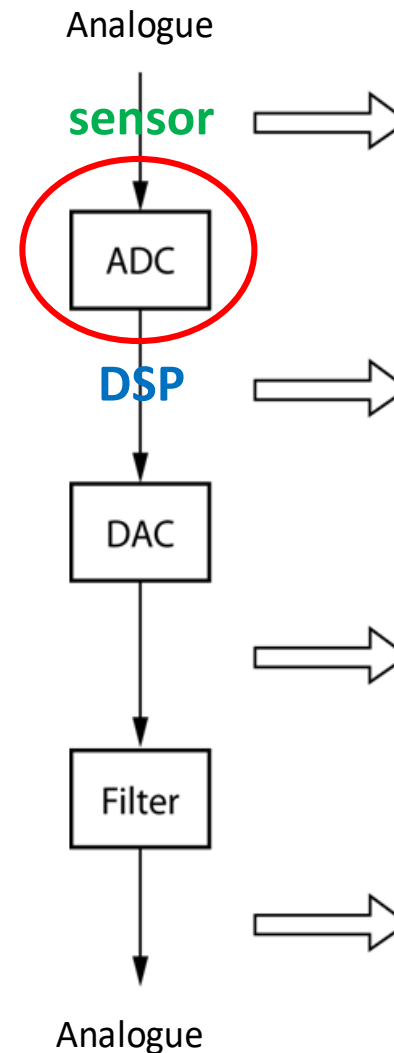 Analogue
sensor
ADC
DSP
DAC
Filter
Analogue